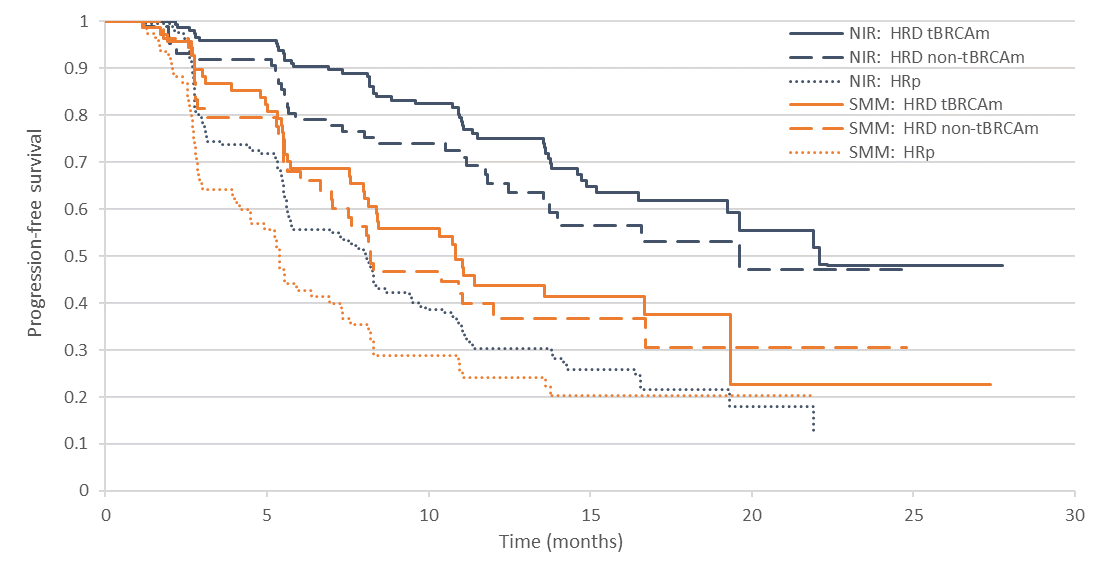 1
0.9
0.8
0.7
0.6
0.5
0.4
0.3
0.2
0.1
0
Progression-free survival
NIR: HRD tBRCAm
NIR: HRD non-tBRCAm
NIR: HRp
SMM: HRD tBRCAm
SMM: HRD non-tBRCAm
SMM: HRp
0 5 10 15 20 25 30
Time (months)